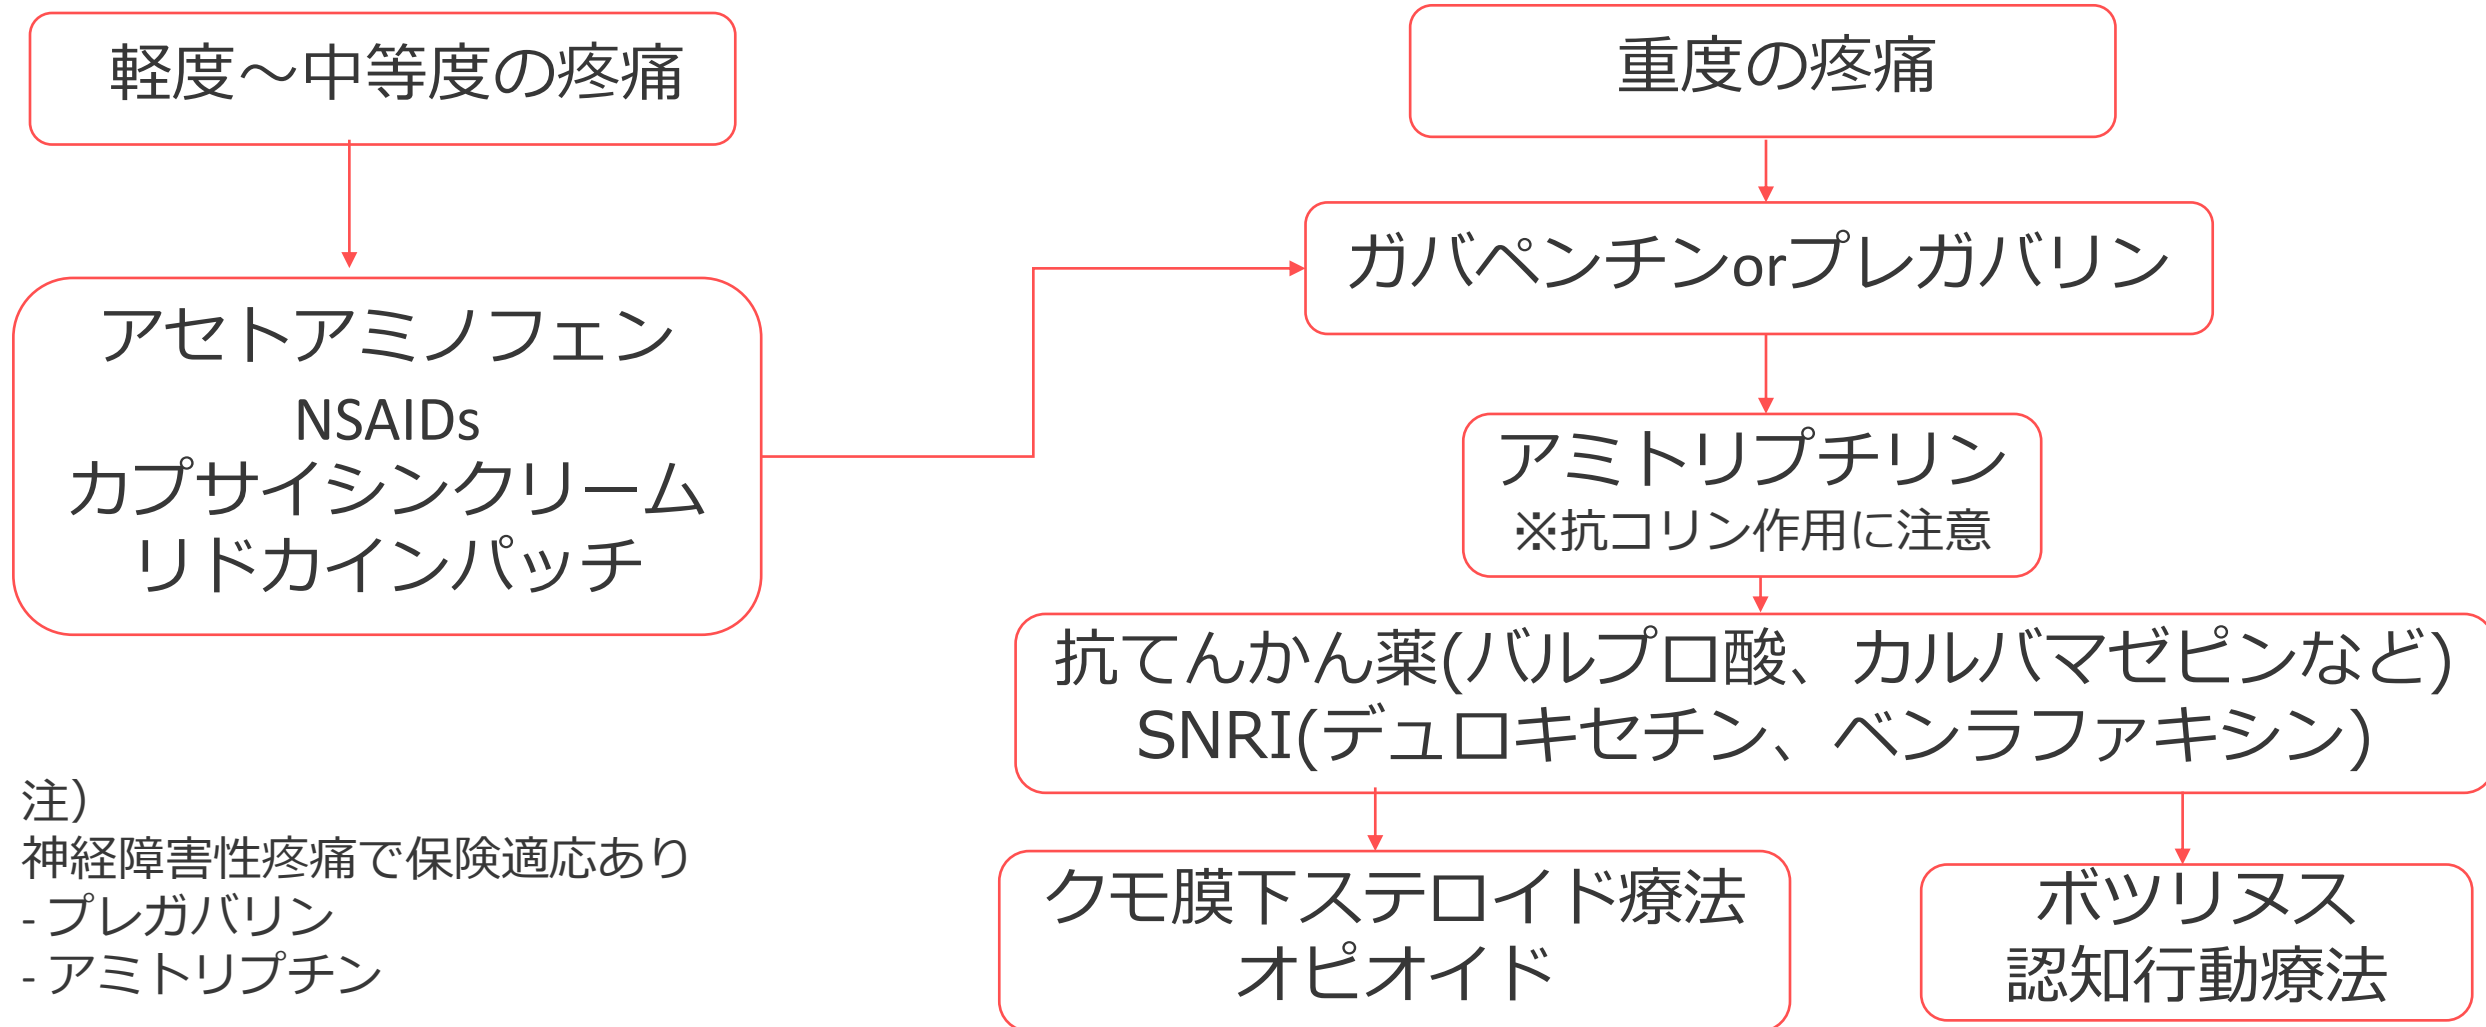 軽度～中等度の疼痛
アセトアミノフェン
NSAIDs
カプサイシンクリーム
リドカインパッチ
重度の疼痛
ガバペンチンorプレガバリン
アミトリプチリン
※抗コリン作用に注意
抗てんかん薬(バルプロ酸、カルバマゼピンなど)
SNRI(デュロキセチン、ベンラファキシン)
クモ膜下ステロイド療法
オピオイド
ボツリヌス
認知行動療法
注）
神経障害性疼痛で保険適応あり
- プレガバリン
- アミトリプチン